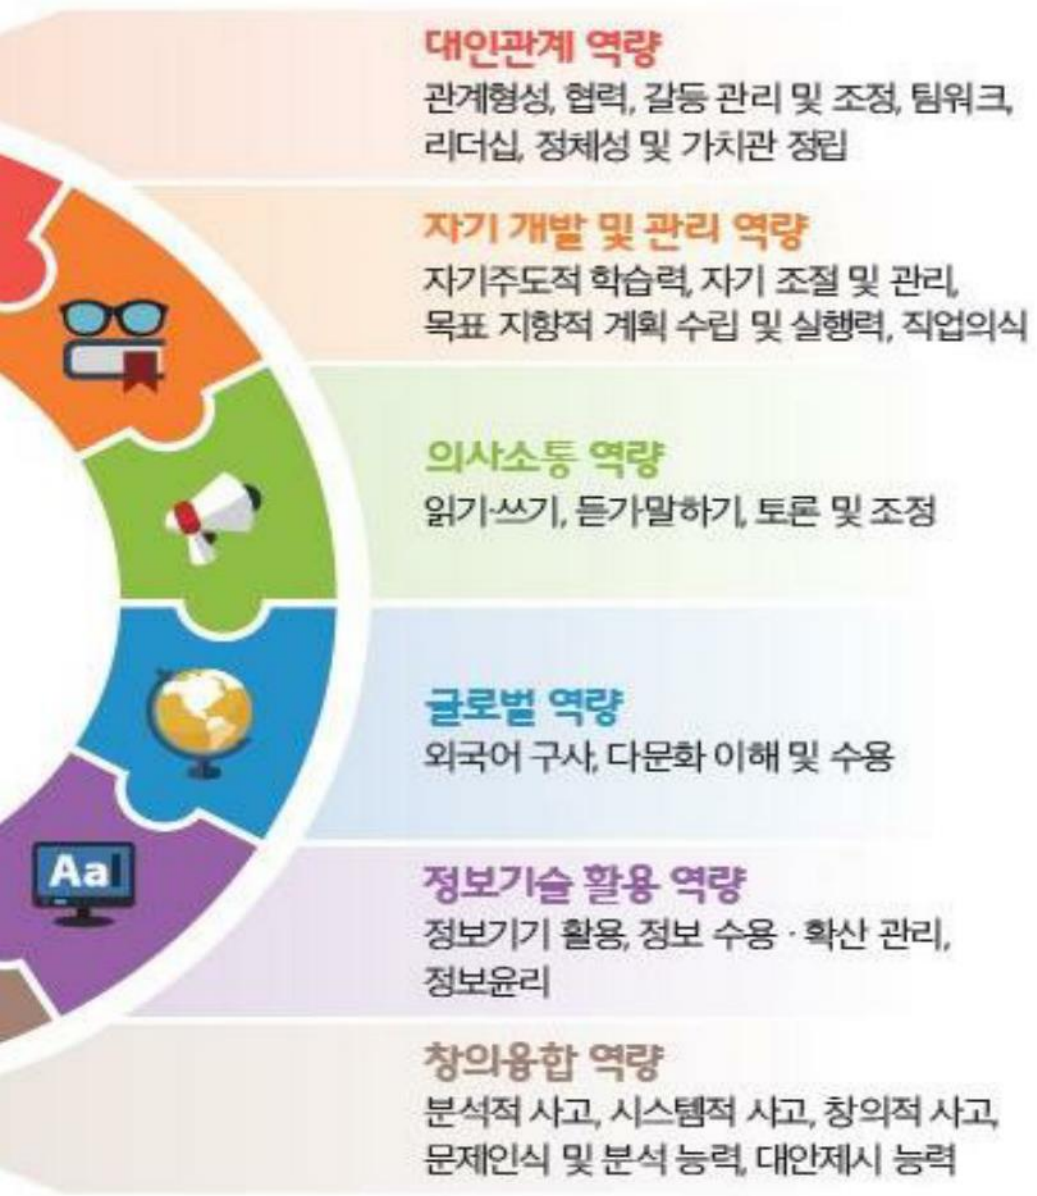 대인관계 역량
관계형성, 협력, 갈등 관리 및 조정, 팀워크,
리더십, 정체성 및 가치관 정립
자기 개발 및 관리 역량
자기주도적 학습력, 자기 조절 및 관리,
목표 지향적 계획 수립 및 실행력, 직업의식
의사소통 역량
읽기·쓰기, 듣기·말하기, 토론 및 조정
글로벌 역량
외국어 구사, 다문화 이해 및 수용
Aa
정보기술 활용 역량
정보기기 활용, 정보 수용 · 확산 관리,
정보윤리
창의융합 역량
분석적 사고, 시스템적 사고, 창의적 사고,
문제인식 및 분석 능력, 대안제시 능력